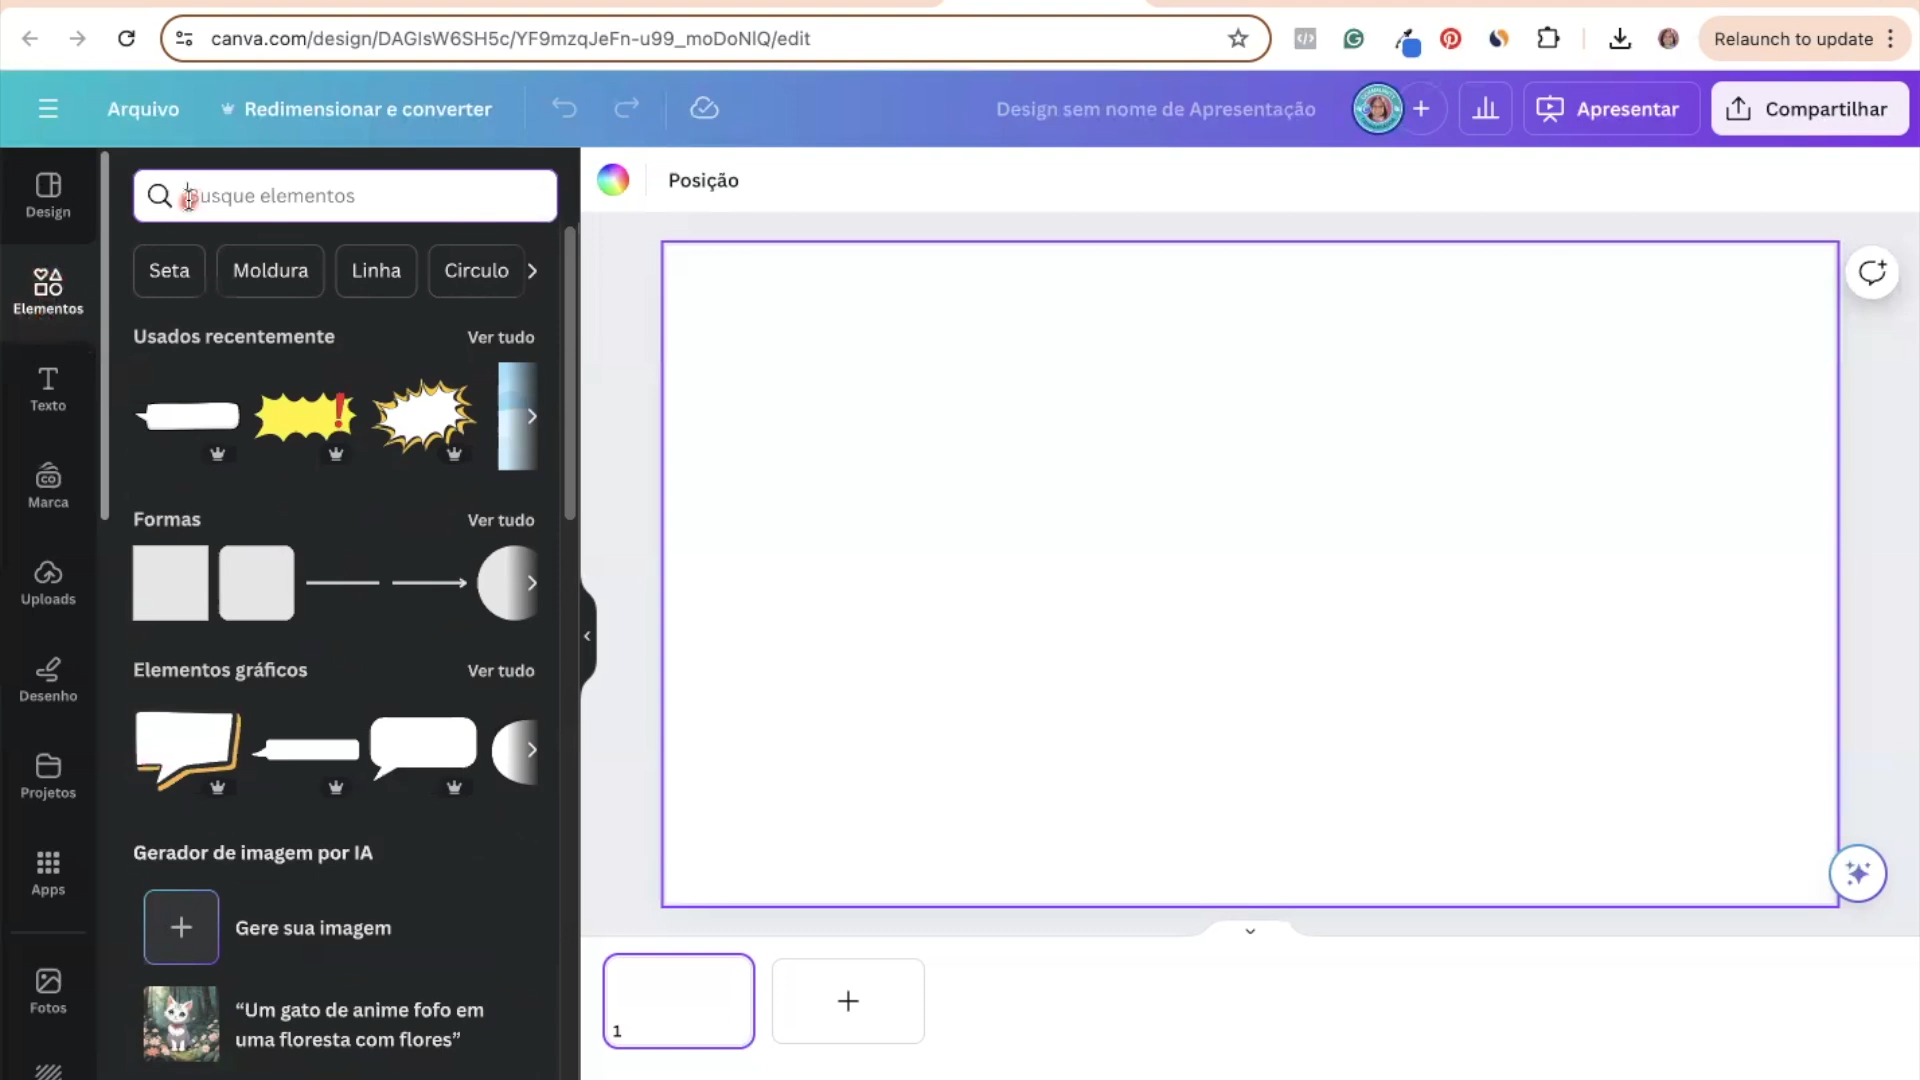 canva.com/design/DAGIsW6SH5c/YF9mzqJeFn-u99_moDoNIQ/edit
Relaunch to update
Arquivo
Redimensionar e converter
Design sem nome de Apresentação
Apresentar
Compartilhar
Design
Elementos
Texto
Marca
Uploads
Desenho
Projetos
Apps
Fotos
Busque elementos
Seta
Moldura
Linha
Circulo
Usados recentemente
Ver tudo
Formas
Ver tudo
Elementos gráficos
Ver tudo
Gerador de imagem por IA
Gere sua imagem
“Um gato de anime fofo em
uma floresta com flores”
Posição
1